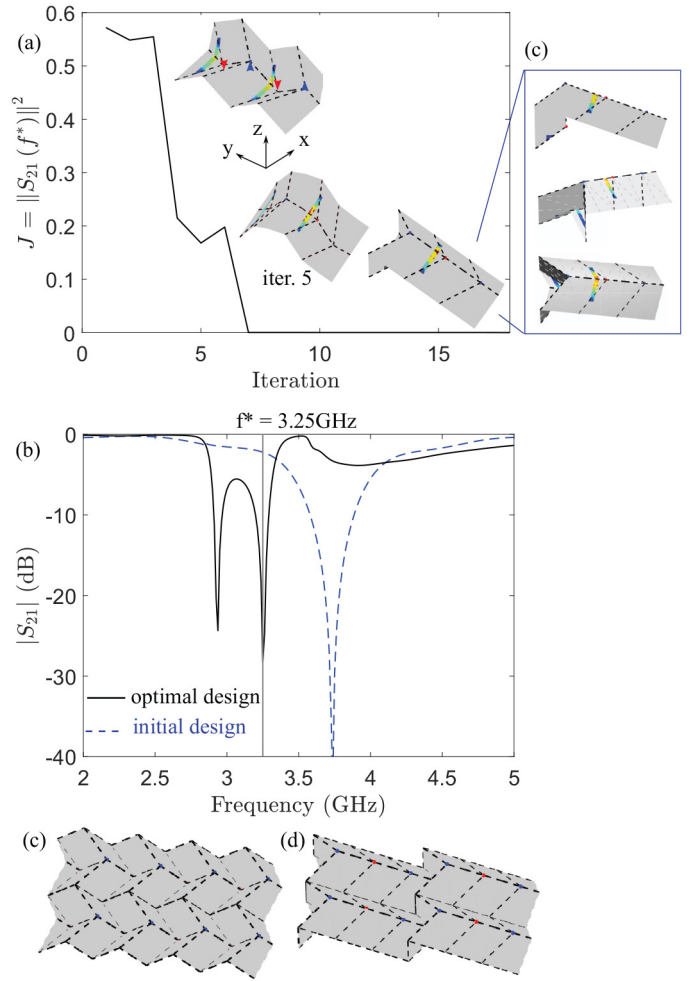 (a)
(c)
0.6
0.5
0.4
0.3
0.2
0.1
0
J = ||S₂₁ (f*)||²
z
y
x
iter. 5
0
5
10
15
Iteration
f* = 3.25GHz
(b)
0
-10
-20
-30
-40
|S₂₁| (dB)
optimal design
initial design
2
2.5
3
3.5
4
4.5
5
Frequency (GHz)
(c)
(d)